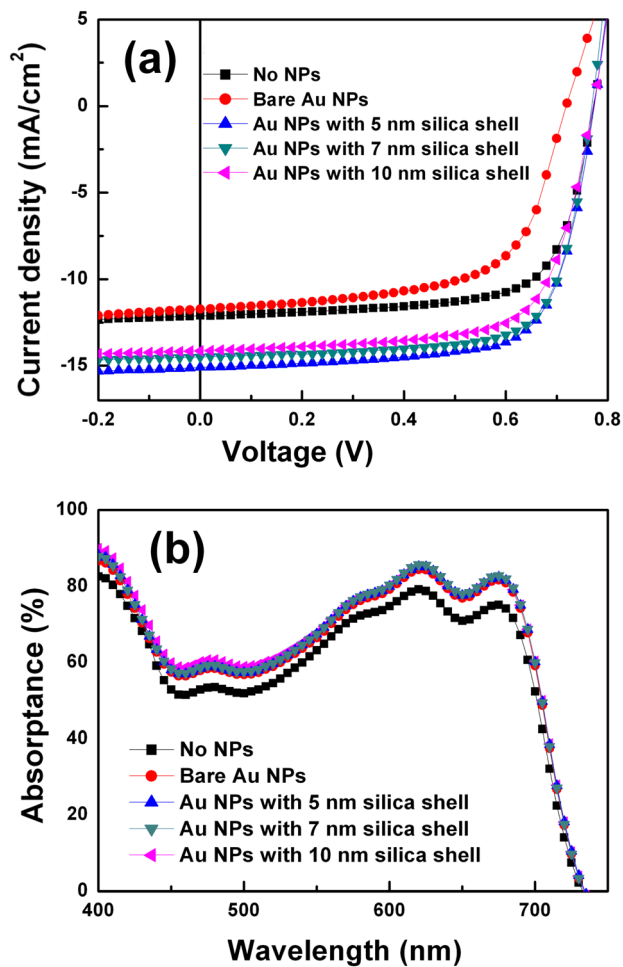 (a)
No NPs
Bare Au NPs
Au NPs with 5 nm silica shell
Au NPs with 7 nm silica shell
Au NPs with 10 nm silica shell
Current density (mA/cm²)
5
0
-5
-10
-15
-0.2 0.0 0.2 0.4 0.6 0.8
Voltage (V)
(b)
No NPs
Bare Au NPs
Au NPs with 5 nm silica shell
Au NPs with 7 nm silica shell
Au NPs with 10 nm silica shell
Absorptance (%)
100
80
60
40
20
0
400 500 600 700
Wavelength (nm)